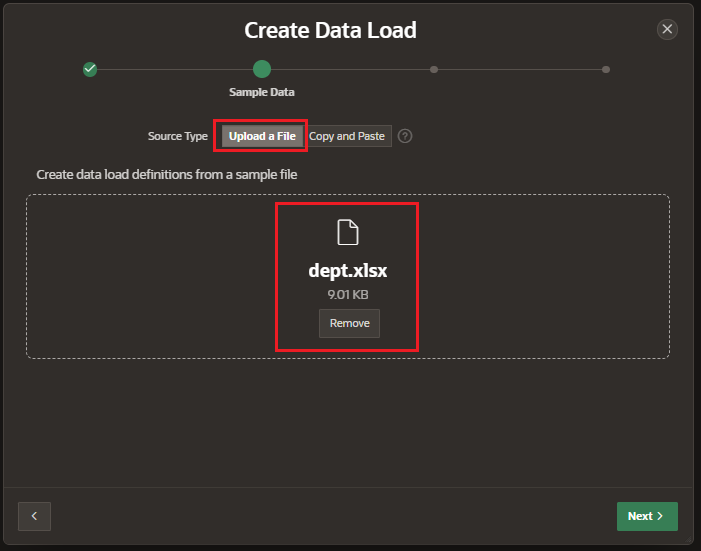 Create Data Load
Sample Data
Source Type Upload a File Copy and Paste ?
Create data load definitions from a sample file
dept.xlsx
9.01 KB
Remove
Next